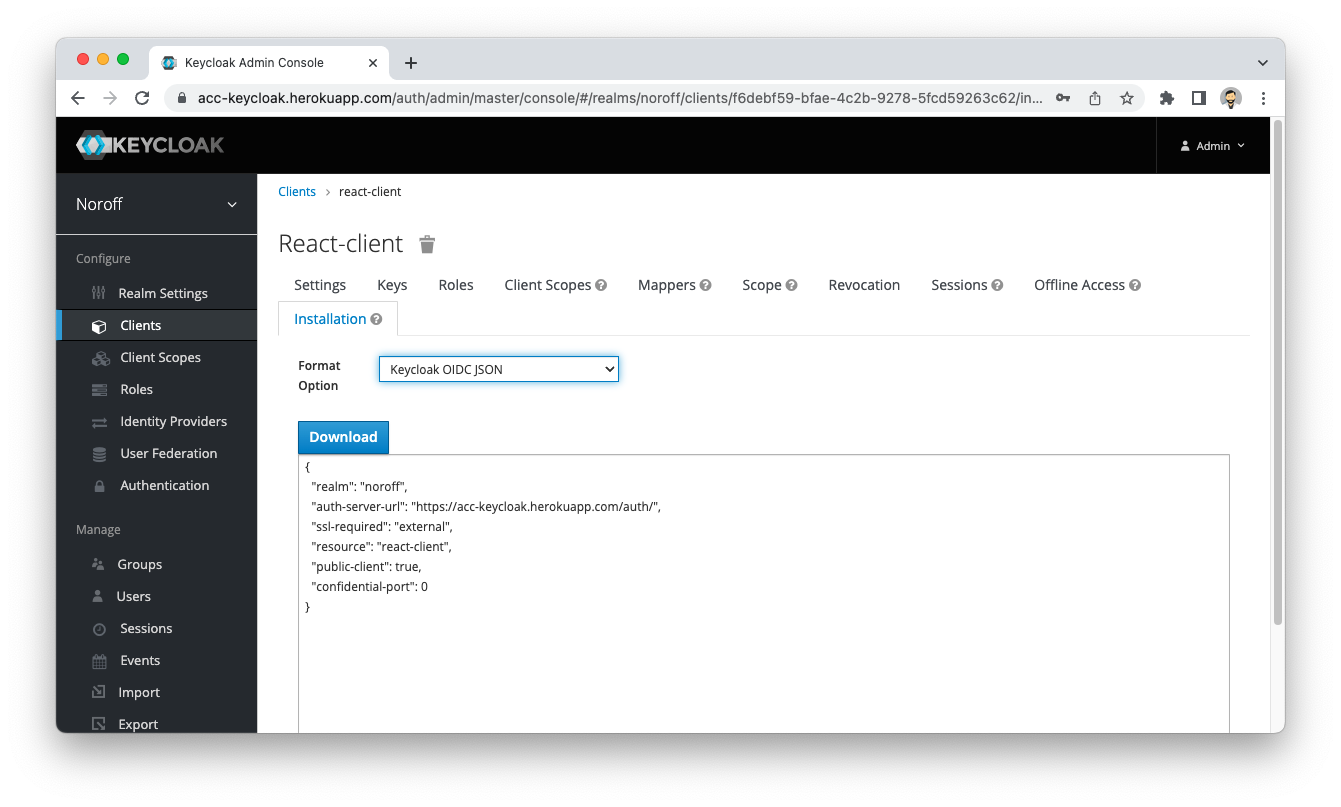 Keycloak Admin Console
acc-keycloak.herokuapp.com/auth/admin/master/console/#/realms/noroff/clients/f6debf59-bfae-4c2b-9278-5fcd59263c62/in...
KEYCLOAK
Admin
Noroff
Configure
Realm Settings
Clients
Client Scopes
Roles
Identity Providers
User Federation
Authentication
Manage
Groups
Users
Sessions
Events
Import
Export
Clients › react-client
React-client
Settings Keys Roles Client Scopes Mappers Scope Revocation Sessions Offline Access
Installation
Format
Option
Keycloak OIDC JSON
Download
{
"realm": "noroff",
"auth-server-url": "https://acc-keycloak.herokuapp.com/auth/",
"ssl-required": "external",
"resource": "react-client",
"public-client": true,
"confidential-port": 0
}